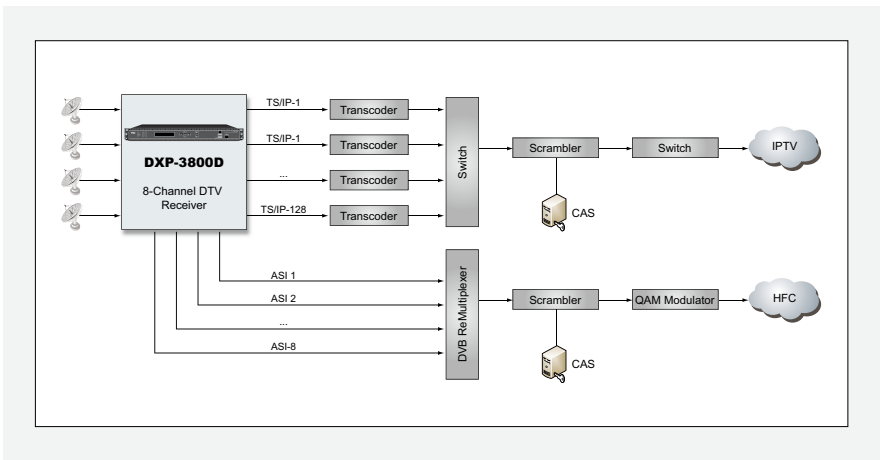 TS/IP-1
Transcoder
TS/IP-1
Transcoder
...
Transcoder
TS/IP-128
Transcoder
DXP-3800D
8-Channel DTV
Receiver
Switch
Scrambler
Switch
IPTV
CAS
ASI 1
ASI 2
...
ASI-8
DVB ReMultiplexer
Scrambler
QAM Modulator
HFC
CAS